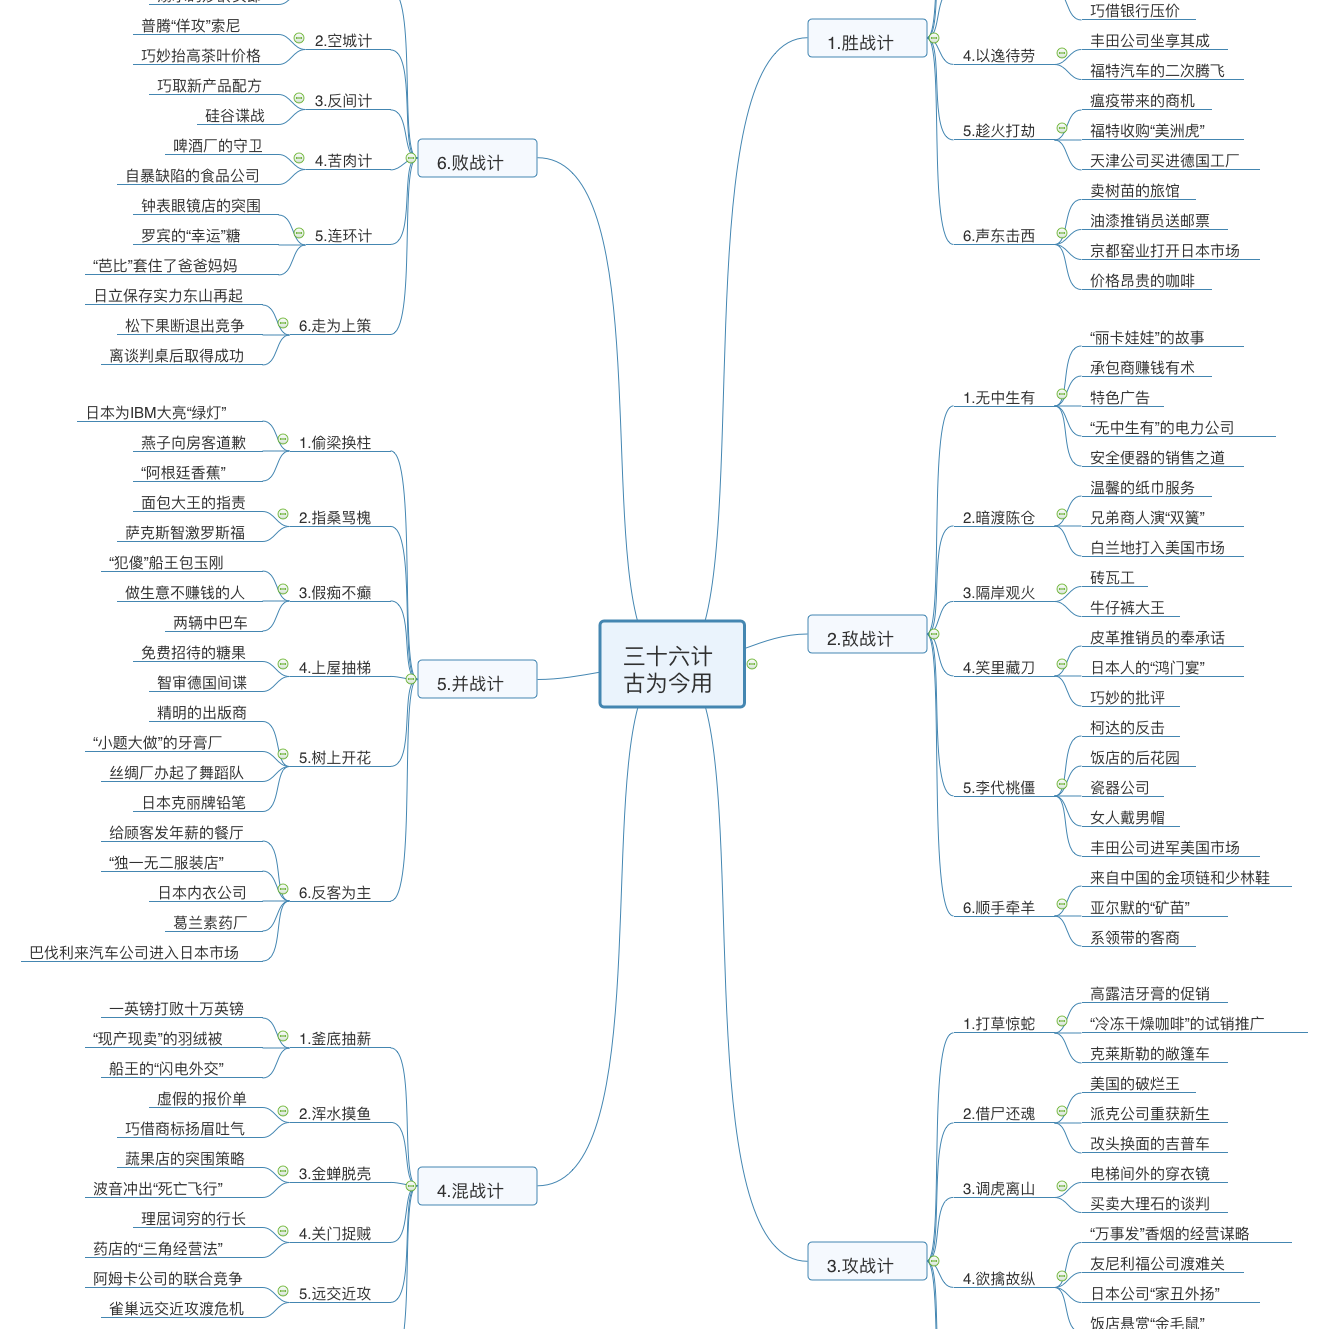 三十六计
古为今用
1.胜战计
巧借银行压价
4.以逸待劳
丰田公司坐享其成
福特汽车的二次腾飞
5.趁火打劫
瘟疫带来的商机
福特收购“美洲虎”
天津公司买进德国工厂
6.声东击西
卖树苗的旅馆
油漆推销员送邮票
京都窑业打开日本市场
价格昂贵的咖啡
2.敌战计
1.无中生有
“丽卡娃娃”的故事
承包商赚钱有术
特色广告
“无中生有”的电力公司
安全便器的销售之道
2.暗渡陈仓
温馨的纸巾服务
兄弟商人演“双簧”
白兰地打入美国市场
3.隔岸观火
砖瓦工
牛仔裤大王
4.笑里藏刀
皮革推销员的奉承话
日本人的“鸿门宴”
巧妙的批评
5.李代桃僵
柯达的反击
饭店的后花园
瓷器公司
女人戴男帽
丰田公司进军美国市场
6.顺手牵羊
来自中国的金项链和少林鞋
亚尔默的“矿苗”
系领带的客商
3.攻战计
1.打草惊蛇
高露洁牙膏的促销
“冷冻干燥咖啡”的试销推广
克莱斯勒的敞篷车
2.借尸还魂
美国的破烂王
派克公司重获新生
改头换面的吉普车
3.调虎离山
电梯间外的穿衣镜
买卖大理石的谈判
4.欲擒故纵
“万事发”香烟的经营谋略
友尼利福公司渡难关
日本公司“家丑外扬”
饭店悬赏“金毛鼠”
4.混战计
1.釜底抽薪
一英镑打败十万英镑
“现产现卖”的羽绒被
船王的“闪电外交”
2.浑水摸鱼
虚假的报价单
巧借商标扬眉吐气
3.金蝉脱壳
蔬果店的突围策略
波音冲出“死亡飞行”
4.关门捉贼
理屈词穷的行长
药店的“三角经营法”
5.远交近攻
阿姆卡公司的联合竞争
雀巢远交近攻渡危机
5.并战计
1.偷梁换柱
日本为IBM大亮“绿灯”
燕子向房客道歉
“阿根廷香蕉”
2.指桑骂槐
面包大王的指责
萨克斯智激罗斯福
3.假痴不癫
“犯傻”船王包玉刚
做生意不赚钱的人
两辆中巴车
4.上屋抽梯
免费招待的糖果
智审德国间谍
5.树上开花
精明的出版商
“小题大做”的牙膏厂
丝绸厂办起了舞蹈队
日本克丽牌铅笔
6.反客为主
给顾客发年薪的餐厅
“独一无二服装店”
日本内衣公司
葛兰素药厂
巴伐利来汽车公司进入日本市场
6.败战计
2.空城计
普腾“佯攻”索尼
巧妙抬高茶叶价格
3.反间计
巧取新产品配方
硅谷谍战
4.苦肉计
啤酒厂的守卫
自暴缺陷的食品公司
5.连环计
钟表眼镜店的突围
罗宾的“幸运”糖
“芭比”套住了爸爸妈妈
6.走为上策
日立保存实力东山再起
松下果断退出竞争
离谈判桌后取得成功